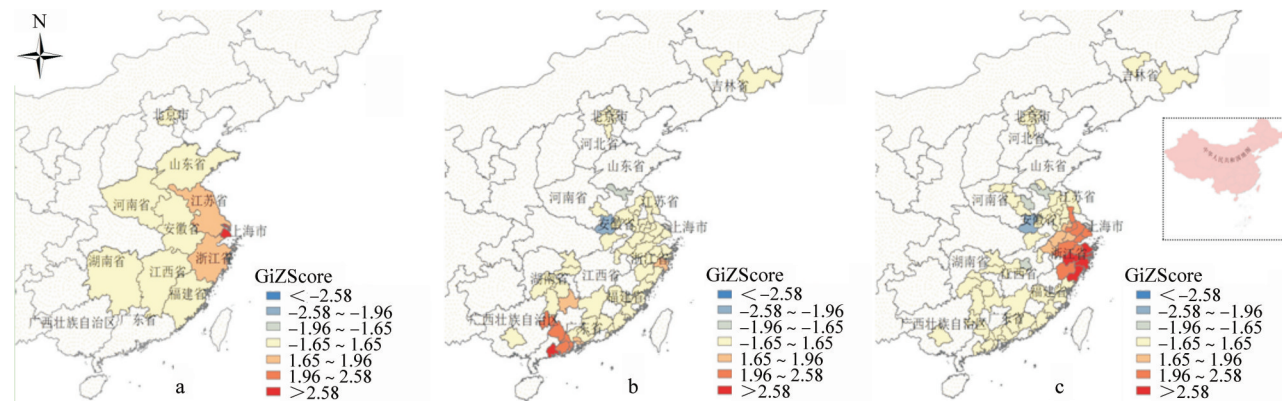 N
北京市
山东省
河南省
江苏省
安徽省
上海市
浙江省
湖南省
江西省
福建省
广西壮族自治区
广东省
GiZScore
＜−2.58
−2.58 ~ −1.96
−1.96 ~ −1.65
−1.65 ~ 1.65
1.65 ~ 1.96
1.96 ~ 2.58
＞2.58
a
吉林省
北京市
河北省
山东省
河南省
江苏省
安徽省
上海市
浙江省
湖南省
江西省
福建省
广西壮族自治区
广东省
GiZScore
＜−2.58
−2.58 ~ −1.96
−1.96 ~ −1.65
−1.65 ~ 1.65
1.65 ~ 1.96
1.96 ~ 2.58
＞2.58
b
吉林省
北京市
河北省
山东省
河南省
江苏省
安徽省
上海市
浙江省
湖南省
江西省
福建省
广西壮族自治区
广东省
GiZScore
＜−2.58
−2.58 ~ −1.96
−1.96 ~ −1.65
−1.65 ~ 1.65
1.65 ~ 1.96
1.96 ~ 2.58
＞2.58
c